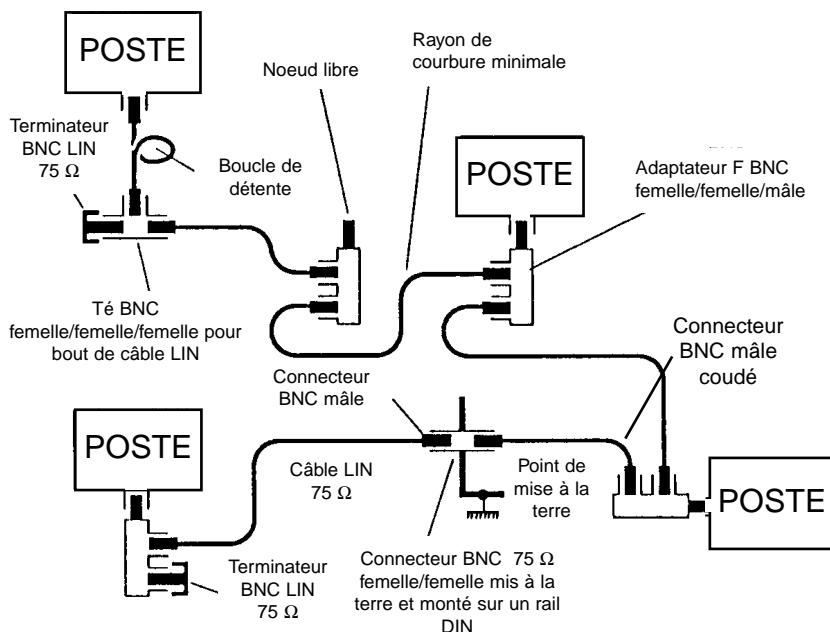 POSTE
Noeud libre
Rayon de
courbure minimale
Terminateur
BNC LIN
75 Ω
Boucle de
détente
POSTE
Adaptateur F BNC
femelle/femelle/mâle
Té BNC
femelle/femelle/femelle pour
bout de câble LIN
Connecteur
BNC mâle
Connecteur
BNC mâle
coudé
POSTE
Câble LIN
75 Ω
Point de
mise à la
terre
POSTE
Terminateur
BNC LIN
75 Ω
Connecteur BNC 75 Ω
femelle/femelle mis à la
terre et monté sur un rail
DIN